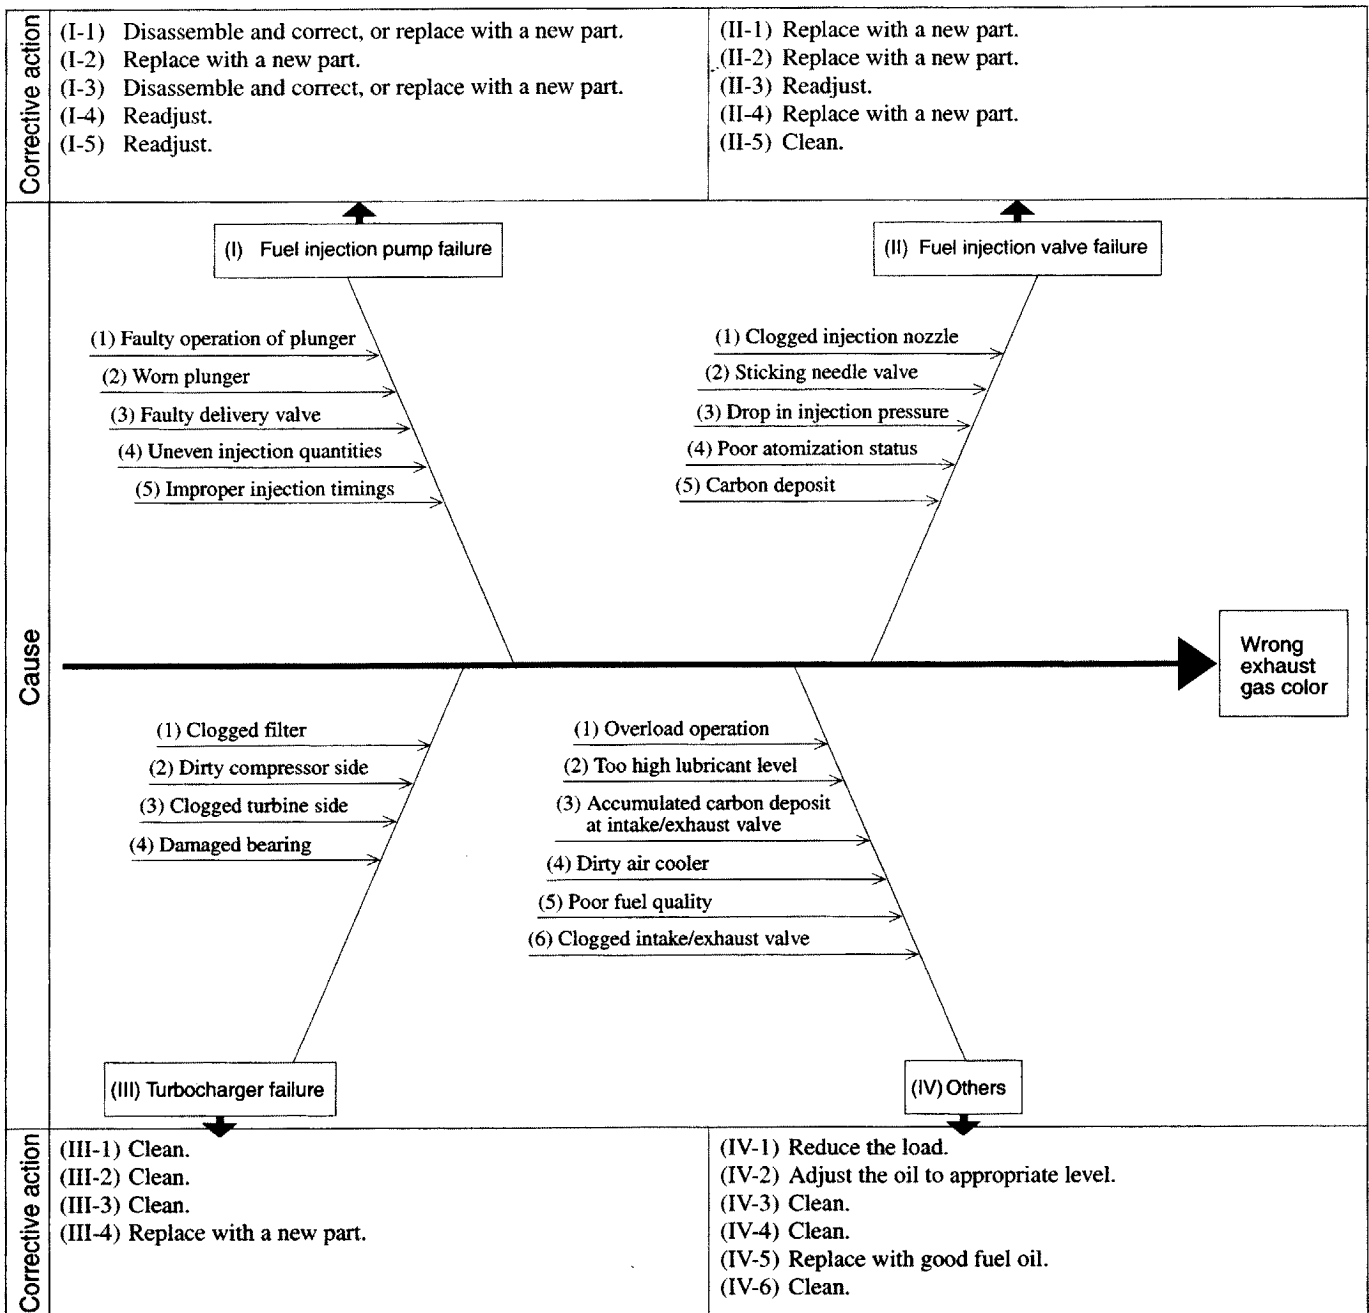 Corrective action
(I-1) Disassemble and correct, or replace with a new part.
(I-2) Replace with a new part.
(I-3) Disassemble and correct, or replace with a new part.
(I-4) Readjust.
(I-5) Readjust.
(II-1) Replace with a new part.
(II-2) Replace with a new part.
(II-3) Readjust.
(II-4) Replace with a new part.
(II-5) Clean.
Cause
(I) Fuel injection pump failure
(1) Faulty operation of plunger
(2) Worn plunger
(3) Faulty delivery valve
(4) Uneven injection quantities
(5) Improper injection timings
(II) Fuel injection valve failure
(1) Clogged injection nozzle
(2) Sticking needle valve
(3) Drop in injection pressure
(4) Poor atomization status
(5) Carbon deposit
Wrong
exhaust
gas color
(1) Clogged filter
(2) Dirty compressor side
(3) Clogged turbine side
(4) Damaged bearing
(III) Turbocharger failure
(1) Overload operation
(2) Too high lubricant level
(3) Accumulated carbon deposit
at intake/exhaust valve
(4) Dirty air cooler
(5) Poor fuel quality
(6) Clogged intake/exhaust valve
(IV) Others
Corrective action
(III-1) Clean.
(III-2) Clean.
(III-3) Clean.
(III-4) Replace with a new part.
(IV-1) Reduce the load.
(IV-2) Adjust the oil to appropriate level.
(IV-3) Clean.
(IV-4) Clean.
(IV-5) Replace with good fuel oil.
(IV-6) Clean.